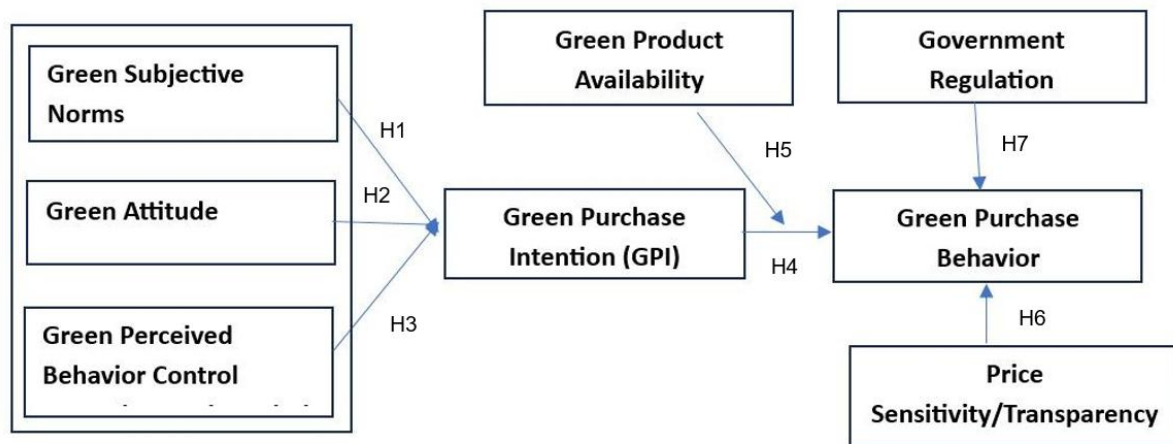 Green Subjective
Norms
Green Attitude
Green Perceived
Behavior Control
H1
H2
H3
Green Product
Availability
H5
Green Purchase
Intention (GPI)
H4
Government
Regulation
H7
Green Purchase
Behavior
H6
Price
Sensitivity/Transparency